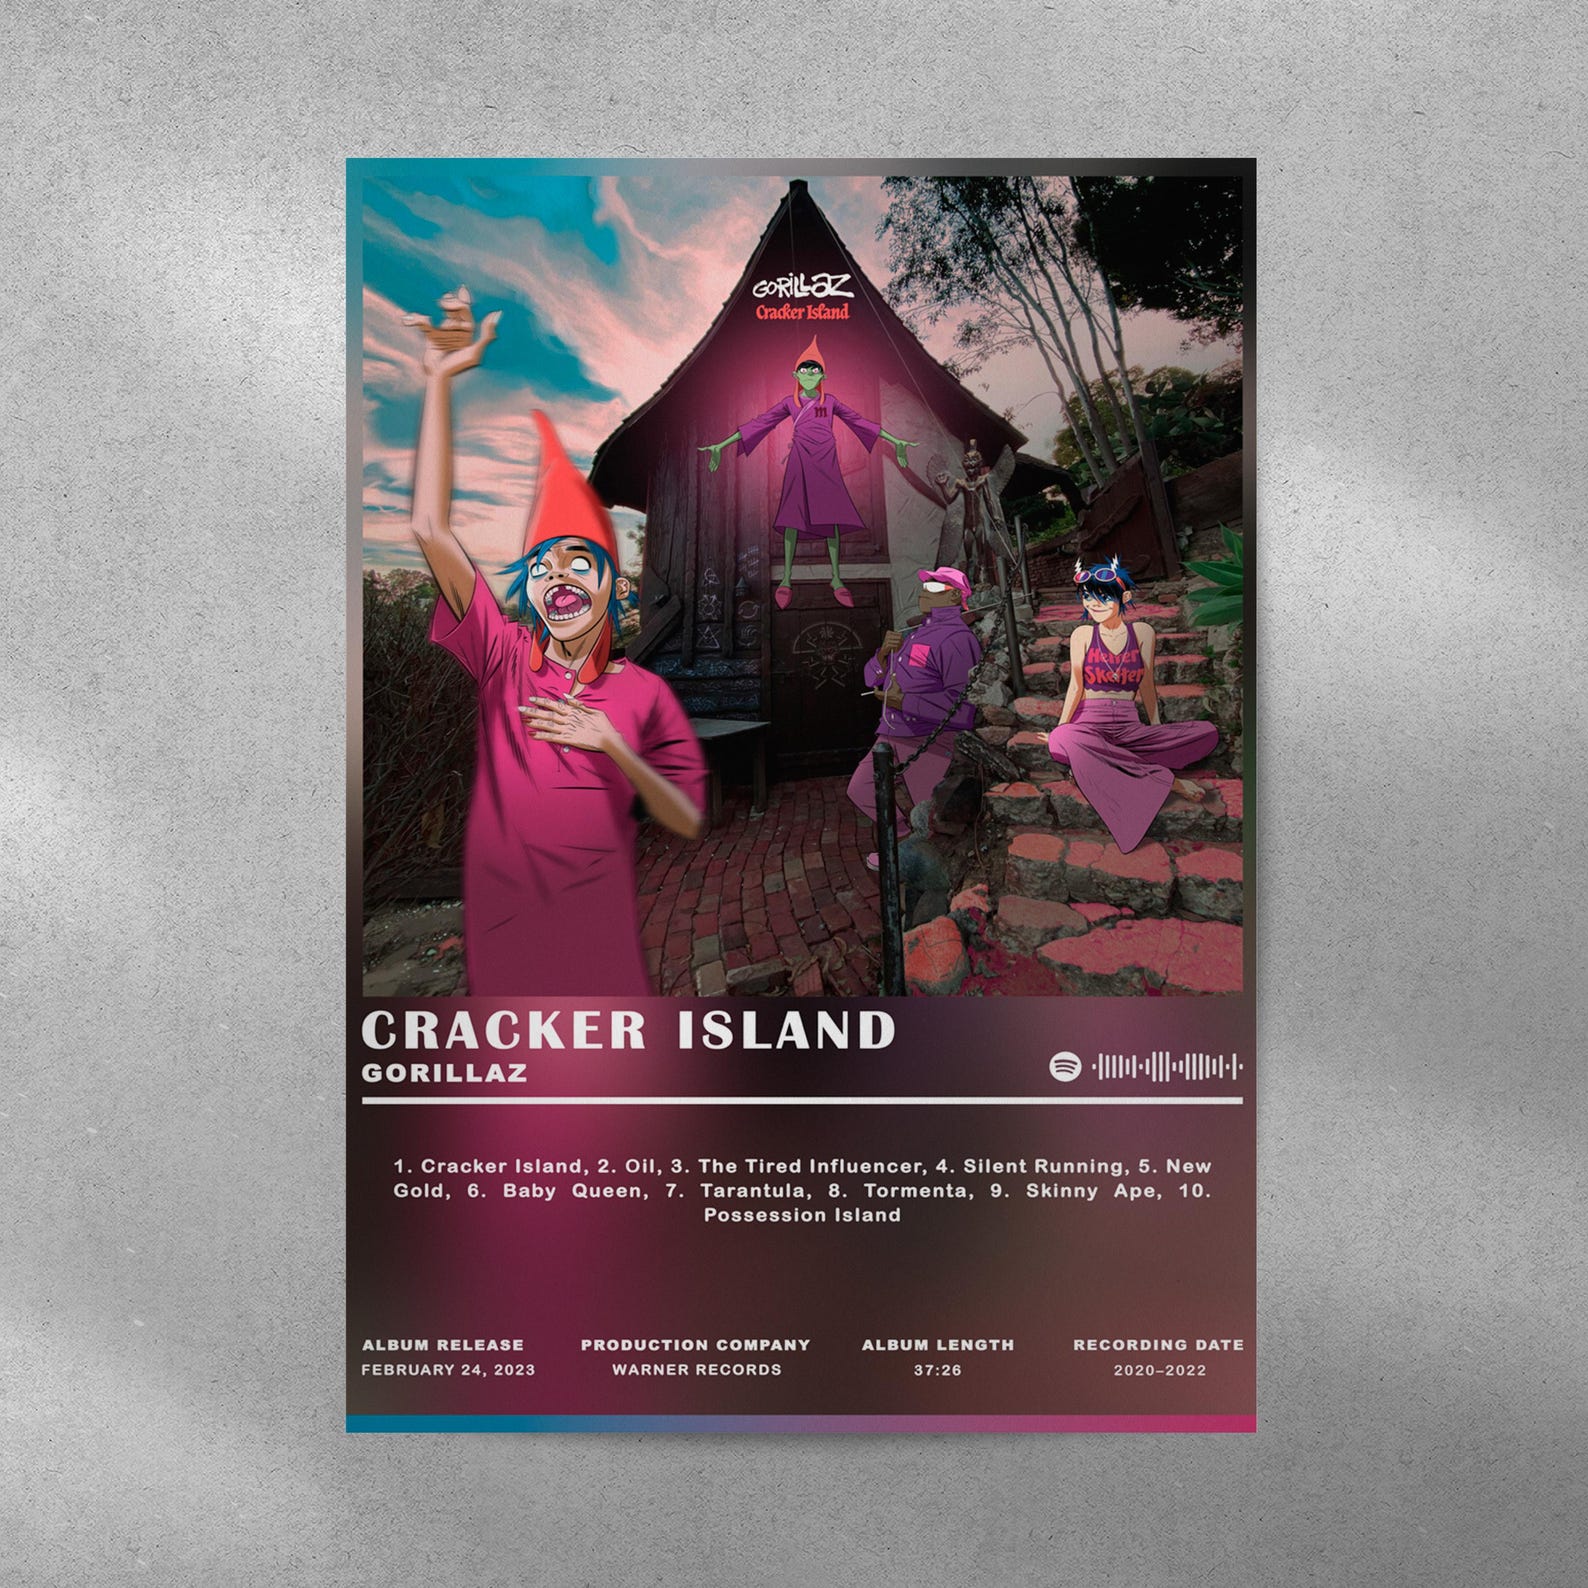 GORILLAZ
Cracker Island
m
Helter
Skelter
CRACKER ISLAND
GORILLAZ
1. Cracker Island, 2. Oil, 3. The Tired Influencer, 4. Silent Running, 5. New
Gold, 6. Baby Queen, 7. Tarantula, 8. Tormenta, 9. Skinny Ape, 10.
Possession Island
ALBUM RELEASE PRODUCTION COMPANY ALBUM LENGTH RECORDING DATE
FEBRUARY 24, 2023 WARNER RECORDS 37:26 2020–2022